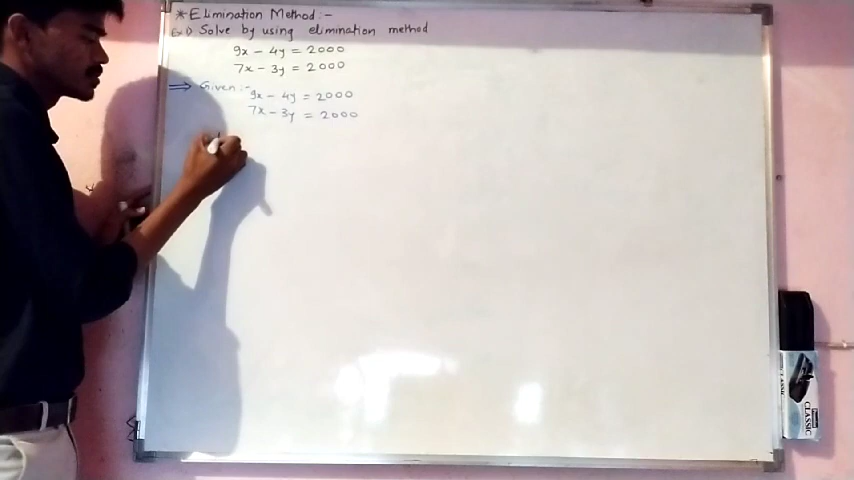 * Elimination Method :-
Ex 1) Solve by using elimination method
9x - 4y = 2000
7x - 3y = 2000
⟹ Given :-
9x - 4y = 2000
7x - 3y = 2000
CLASSIC